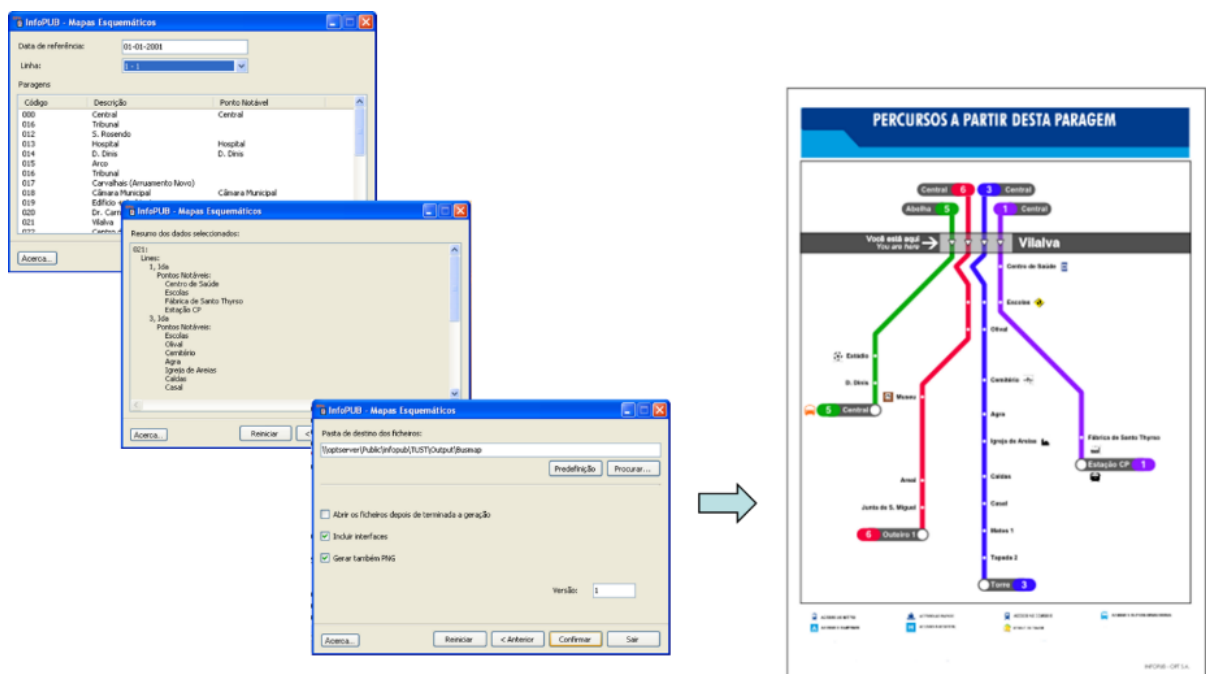 InfoPUB - Mapas Esquemáticos
Data de referência: 01-01-2001
Linha: 1 - 1
Paragens
Código Descrição Ponto Notável
000 Central Central
016 Tribunal
012 S. Rosendo
013 Hospital Hospital
014 D. Dinis D. Dinis
015 Arco
016 Tribunal
017 Carvalhais (Arruamento Novo)
018 Câmara Municipal Câmara Municipal
019 Edifício
020 Dr. Carn
021 Vilalva
022 Centro d
Acerca...
InfoPUB - Mapas Esquemáticos
Resumo dos dados seleccionados:
021:
Lines:
1, Ida
Pontos Notáveis:
Centro de Saúde
Escolas
Fábrica de Santo Thyrso
Estação CP
3, Ida
Pontos Notáveis:
Escolas
Olival
Cemitério
Agra
Igreja de Areias
Caldas
Casal
Acerca... Reiniciar <
InfoPUB - Mapas Esquemáticos
Pasta de destino dos ficheiros:
\\optserver\Public\infopub\TUST\Output\Busmap
Predefinição Procurar...
Abrir os ficheiros depois de terminada a geração
Incluir interfaces
Gerar também PNG
Versão: 1
Acerca... Reiniciar < Anterior Confirmar Sair
PERCURSOS A PARTIR DESTA PARAGEM
Central 6 3 Central
Abelha 5 1 Central
Você está aqui
You are here
Vilalva
Centro de Saúde
Escolas
Olival
Estádio
D. Dinis
Cemitério
Museu
5 Central
Agra
Igreja de Areias
Fábrica de Santo Thyrso
Estação CP 1
Caldas
Areal
Casal
Junta de S. Miguel
Matos 1
6 Outeiro 1
Tapada 2
Torre 3
INFOPUB - OPT S.A.